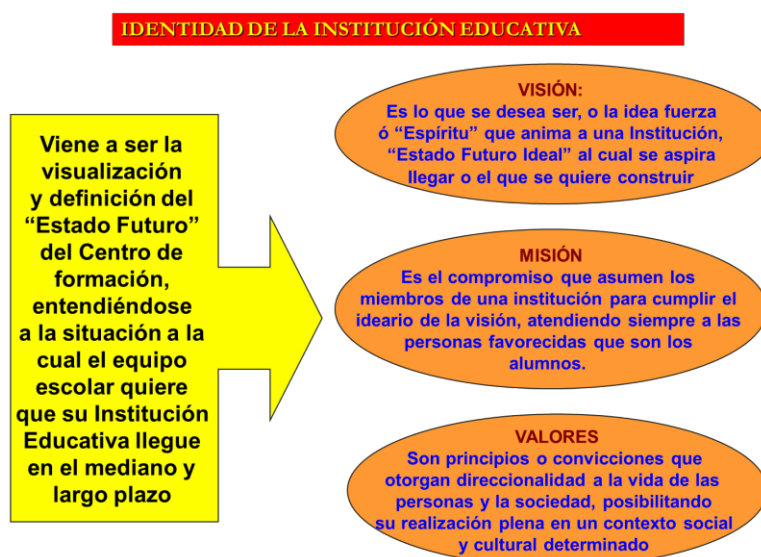 IDENTIDAD DE LA INSTITUCIÓN EDUCATIVA
Viene a ser la
visualización
y definición del
“Estado Futuro”
del Centro de
formación,
entendiéndose
a la situación a la
cual el equipo
escolar quiere
que su Institución
Educativa llegue
en el mediano y
largo plazo
VISIÓN:
Es lo que se desea ser, o la idea fuerza
ó “Espíritu” que anima a una Institución,
“Estado Futuro Ideal” al cual se aspira
llegar o el que se quiere construir
MISIÓN
Es el compromiso que asumen los
miembros de una institución para cumplir el
ideario de la visión, atendiendo siempre a las
personas favorecidas que son los
alumnos.
VALORES
Son principios o convicciones que
otorgan direccionalidad a la vida de las
personas y la sociedad, posibilitando
su realización plena en un contexto social
y cultural determinado